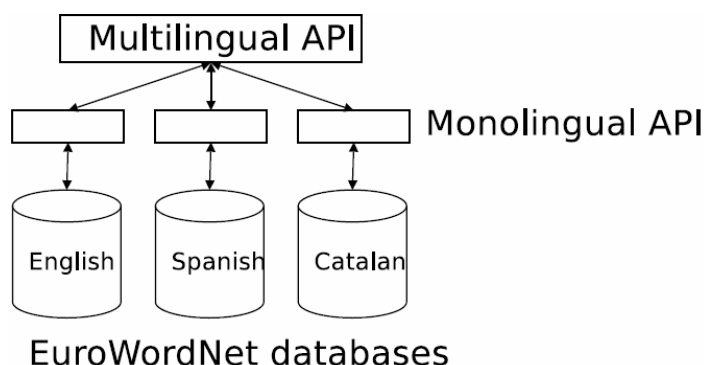 Multilingual API
Monolingual API
English
Spanish
Catalan
EuroWordNet databases